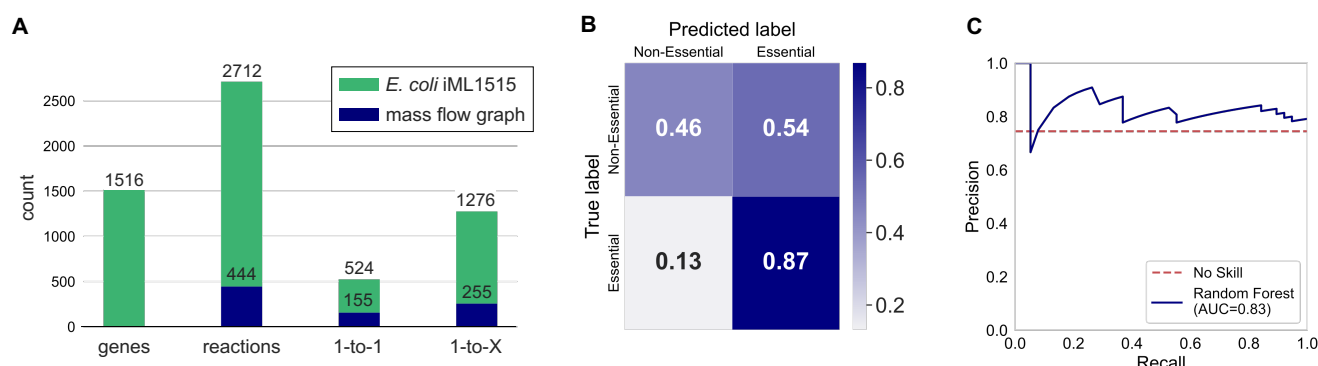 A
count
2500
2000
1500
1000
500
0
1516
2712
444
524
155
1276
255
genes
reactions
1-to-1
1-to-X
E. coli iML1515
mass flow graph
B
Predicted label
Non-Essential
Essential
True label
Non-Essential
Essential
0.46
0.54
0.13
0.87
0.8
0.6
0.4
0.2
C
Precision
1.0
0.8
0.6
0.4
0.2
0.0
No Skill
Random Forest
(AUC=0.83)
0.0
0.2
0.4
0.6
0.8
1.0
Recall